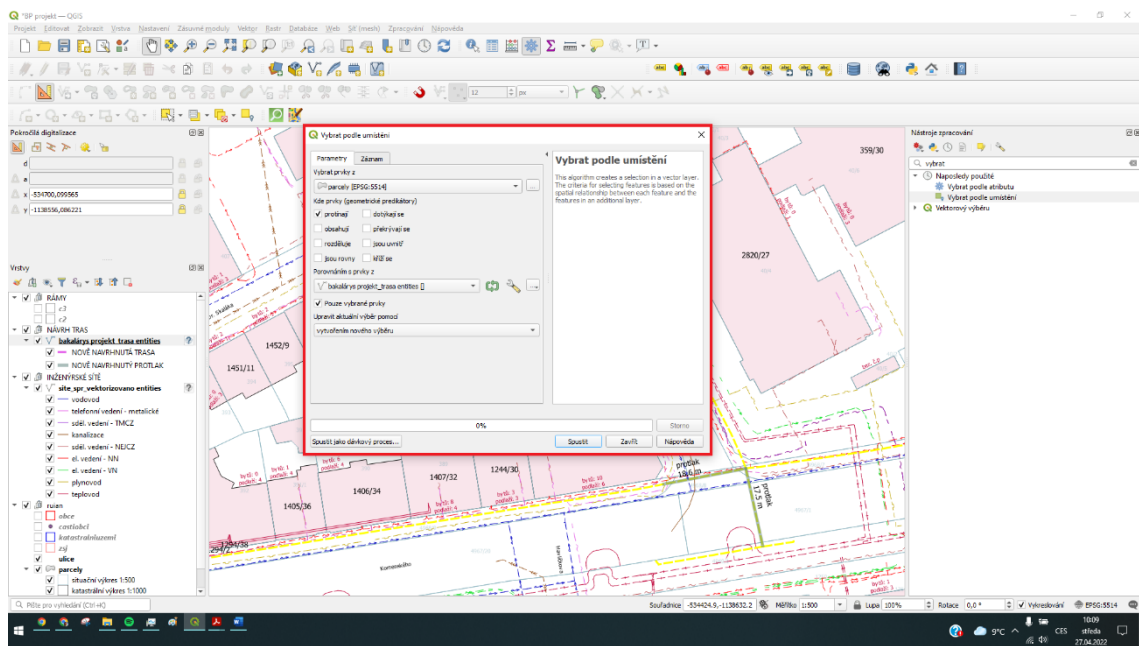 *BP projekt — QGIS
Projekt Editovat Zobrazit Vrstva Nastavení Zásuvné moduly Vektor Rastr Databáze Web Síť (mesh) Zpracování Nápověda
12 px
Pokročilá digitalizace
d
a
x -534700,099565
y -1138556,086221
Vrstvy
RÁMY
c3
c2
NÁVRH TRAS
bakalárys projekt_trasa entities
NOVĚ NAVRHNUTÁ TRASA
NOVĚ NAVRHNUTÝ PROTLAK
INŽENÝRSKÉ SÍTĚ
site_spr_vektorizovano entities
vodovod
telefonní vedení - metalické
sděl. vedení - TMCZ
kanalizace
sděl. vedení - NEJCZ
el. vedení - NN
el. vedení - VN
plynovod
teplovod
ruian
obce
castiobci
katastralniuzemi
zsj
ulice
parcely
situační výkres 1:500
katastrální výkres 1:1000
Vybrat podle umístění
Parametry Záznam
Vybrat prvky z
parcely [EPSG:5514]
Kde prvky (geometrické predikátory)
protínají dotýkají se
obsahují překrývají se
rozděluje jsou uvnitř
jsou rovny kříží se
Porovnáním s prvky z
bakalárys projekt_trasa entities []
Pouze vybrané prvky
Upravit aktuální výběr pomocí
vytvořením nového výběru
Vybrat podle umístění
This algorithm creates a selection in a vector layer.
The criteria for selecting features is based on the
spatial relationship between each feature and the
features in an additional layer.
0%
Storno
Spustit jako dávkový proces...
Spustit Zavřít Nápověda
359/30
2820/27
1452/9
1451/11
1405/36
1406/34
1407/32
1244/30
protlak
18,6 m
protlak
17,5 m
Komenského
Nástroje zpracování
vybrat
Naposledy použité
Vybrat podle atributu
Vybrat podle umístění
Vektorový výběru
Pište pro vyhledání (Ctrl+K)
Souřadnice -534424.9,-1138632.2 Měřítko 1:500 Lupa 100% Rotace 0,0 ° Vykreslování EPSG:5514
9°C CES
10:09
středa
27.04.2022